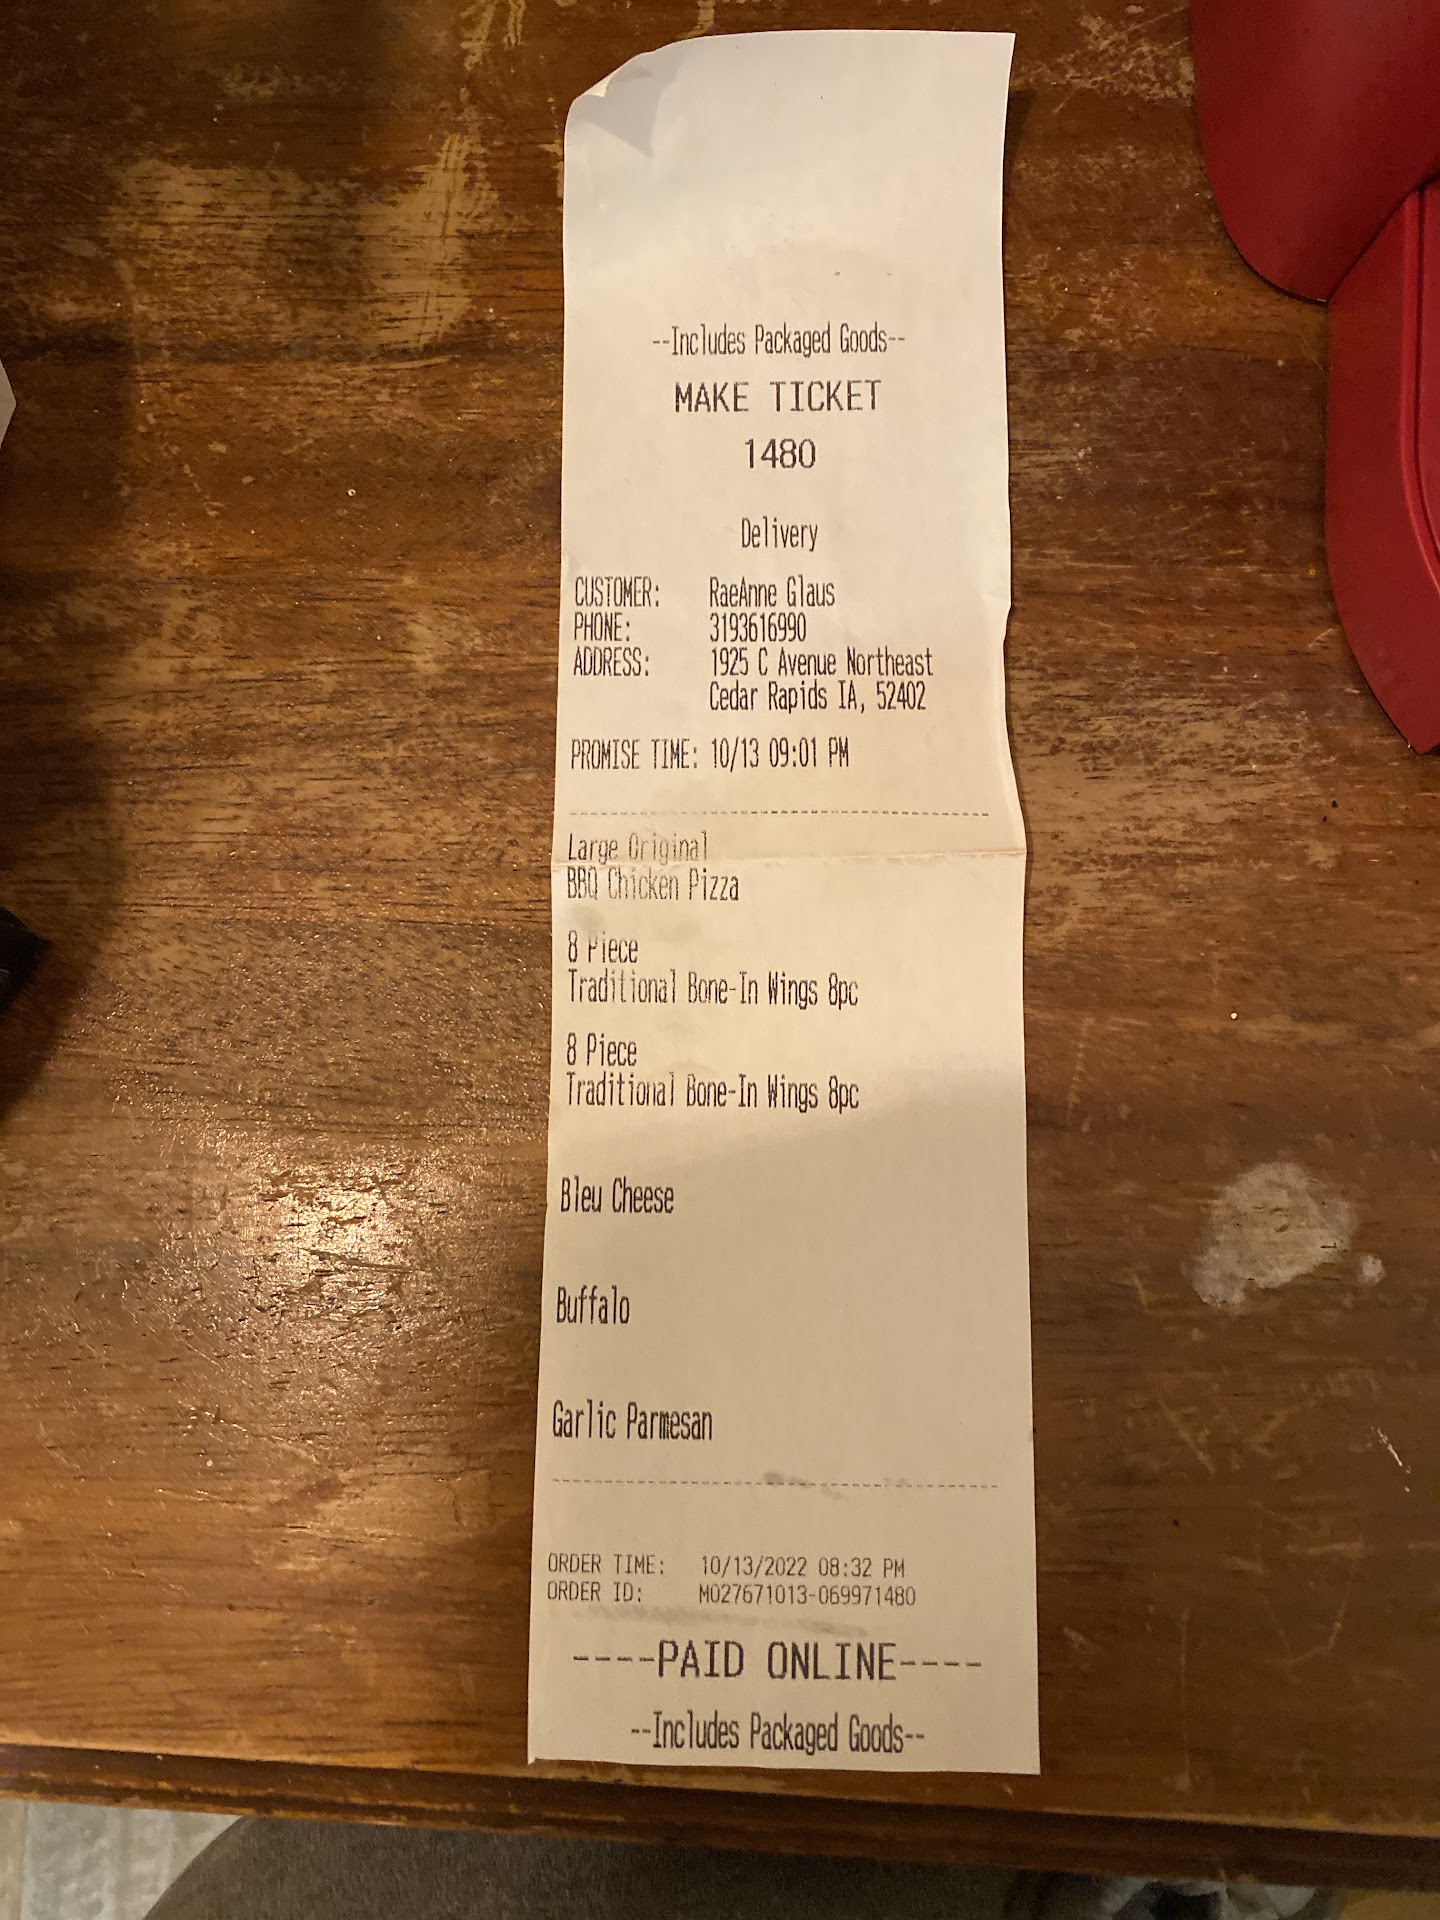 --Includes Packaged Goods--
MAKE TICKET
1480
Delivery
CUSTOMER: RaeAnne Glaus
PHONE: 3193616990
ADDRESS: 1925 C Avenue Northeast
Cedar Rapids IA, 52402
PROMISE TIME: 10/13 09:01 PM
Large Original
BBQ Chicken Pizza
8 Piece
Traditional Bone-In Wings 8pc
8 Piece
Traditional Bone-In Wings 8pc
Bleu Cheese
Buffalo
Garlic Parmesan
ORDER TIME: 10/13/2022 08:32 PM
ORDER ID: M027671013-069971480
----PAID ONLINE----
--Includes Packaged Goods--